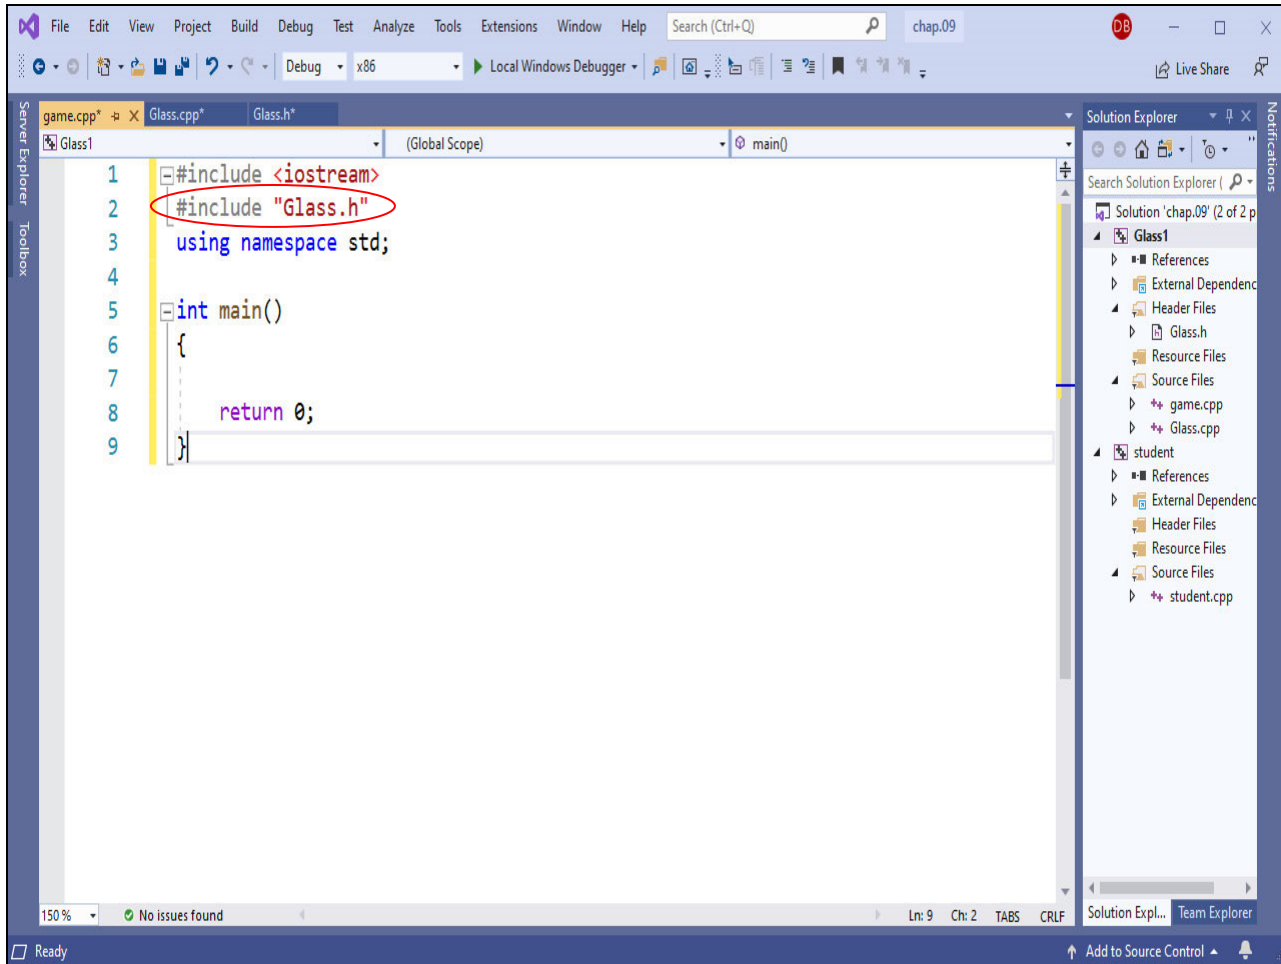 File Edit View Project Build Debug Test Analyze Tools Extensions Window Help Search (Ctrl+Q) chap.09 DB
Debug x86 Local Windows Debugger Live Share
Server Explorer
Toolbox
game.cpp* Glass.cpp* Glass.h*
Glass1 (Global Scope) main()
1 #include <iostream>
2 #include "Glass.h"
3 using namespace std;
4
5 int main()
6 {
7
8 return 0;
9 }
150 % No issues found Ln: 9 Ch: 2 TABS CRLF
Solution Explorer
Search Solution Explorer (
Solution 'chap.09' (2 of 2 p
Glass1
References
External Dependenc
Header Files
Glass.h
Resource Files
Source Files
game.cpp
Glass.cpp
student
References
External Dependenc
Header Files
Resource Files
Source Files
student.cpp
Solution Expl... Team Explorer
Notifications
Ready Add to Source Control